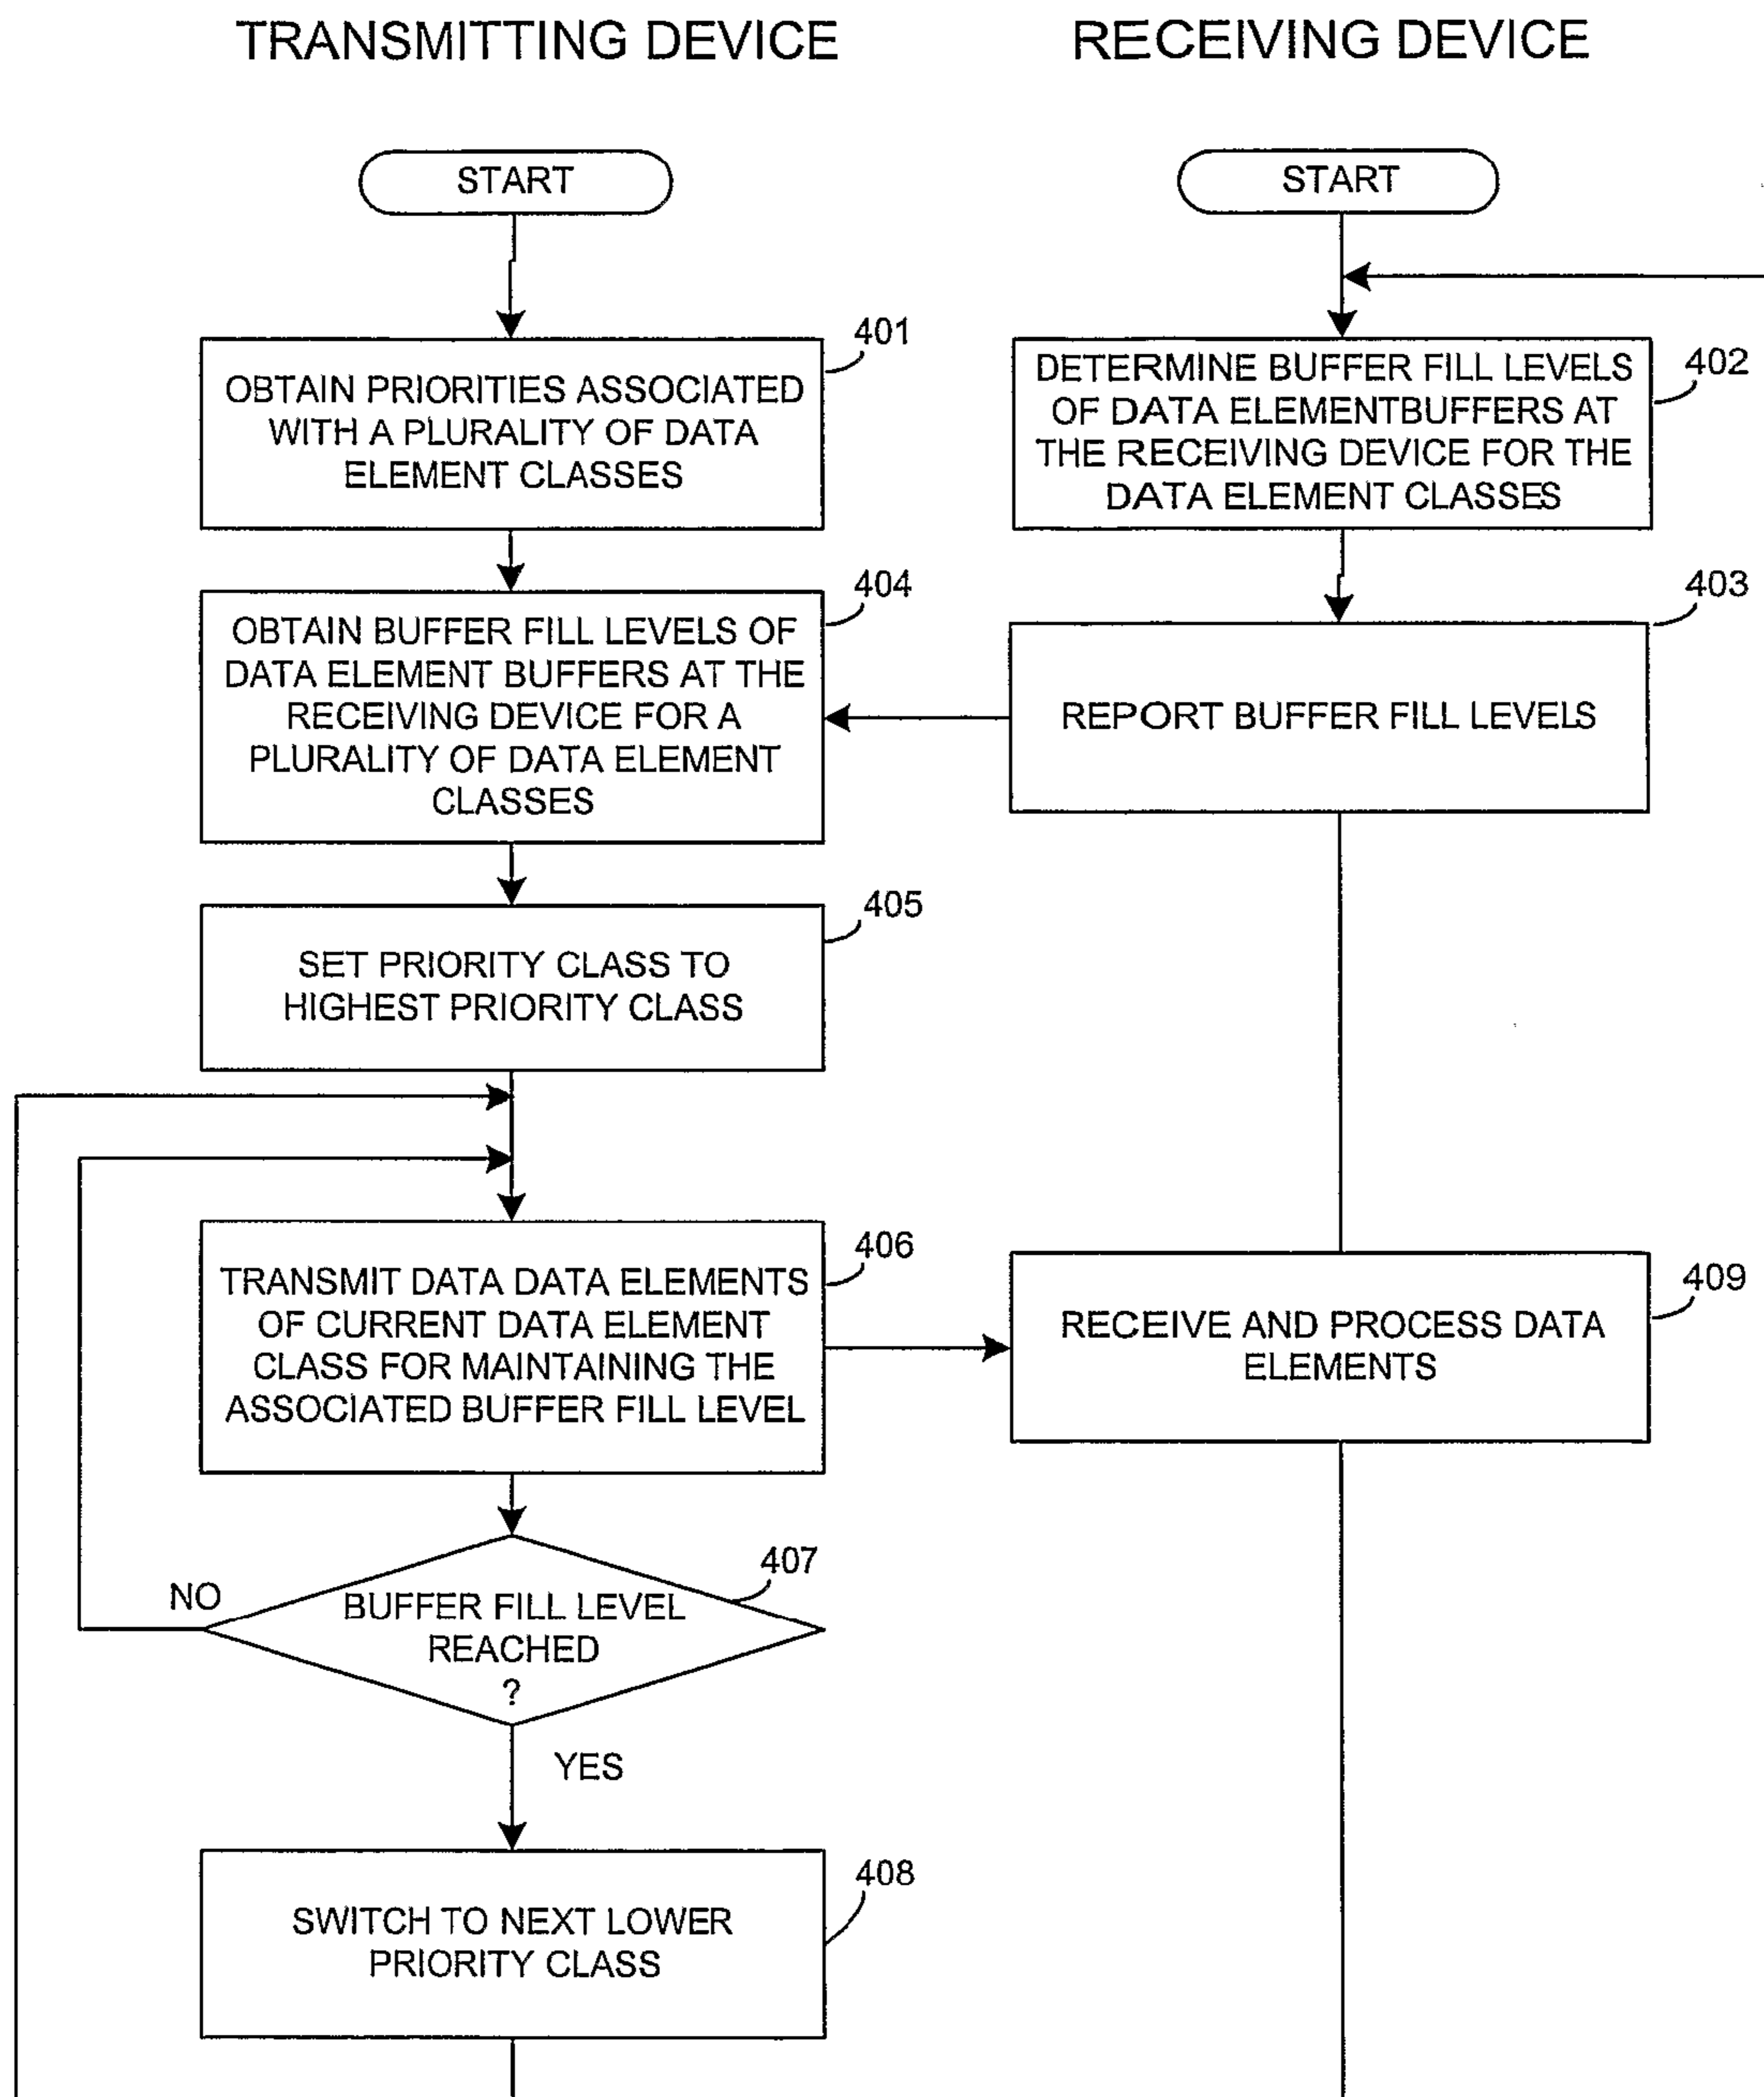 TRANSMITTING DEVICE
RECEIVING DEVICE
START
START
401
OBTAIN PRIORITIES ASSOCIATED
WITH A PLURALITY OF DATA
ELEMENT CLASSES
402
DETERMINE BUFFER FILL LEVELS
OF DATA ELEMENTBUFFERS AT
THE RECEIVING DEVICE FOR THE
DATA ELEMENT CLASSES
404
OBTAIN BUFFER FILL LEVELS OF
DATA ELEMENT BUFFERS AT THE
RECEIVING DEVICE FOR A
PLURALITY OF DATA ELEMENT
CLASSES
403
REPORT BUFFER FILL LEVELS
405
SET PRIORITY CLASS TO
HIGHEST PRIORITY CLASS
406
TRANSMIT DATA DATA ELEMENTS
OF CURRENT DATA ELEMENT
CLASS FOR MAINTAINING THE
ASSOCIATED BUFFER FILL LEVEL
409
RECEIVE AND PROCESS DATA
ELEMENTS
407
NO
BUFFER FILL LEVEL
REACHED
?
YES
408
SWITCH TO NEXT LOWER
PRIORITY CLASS